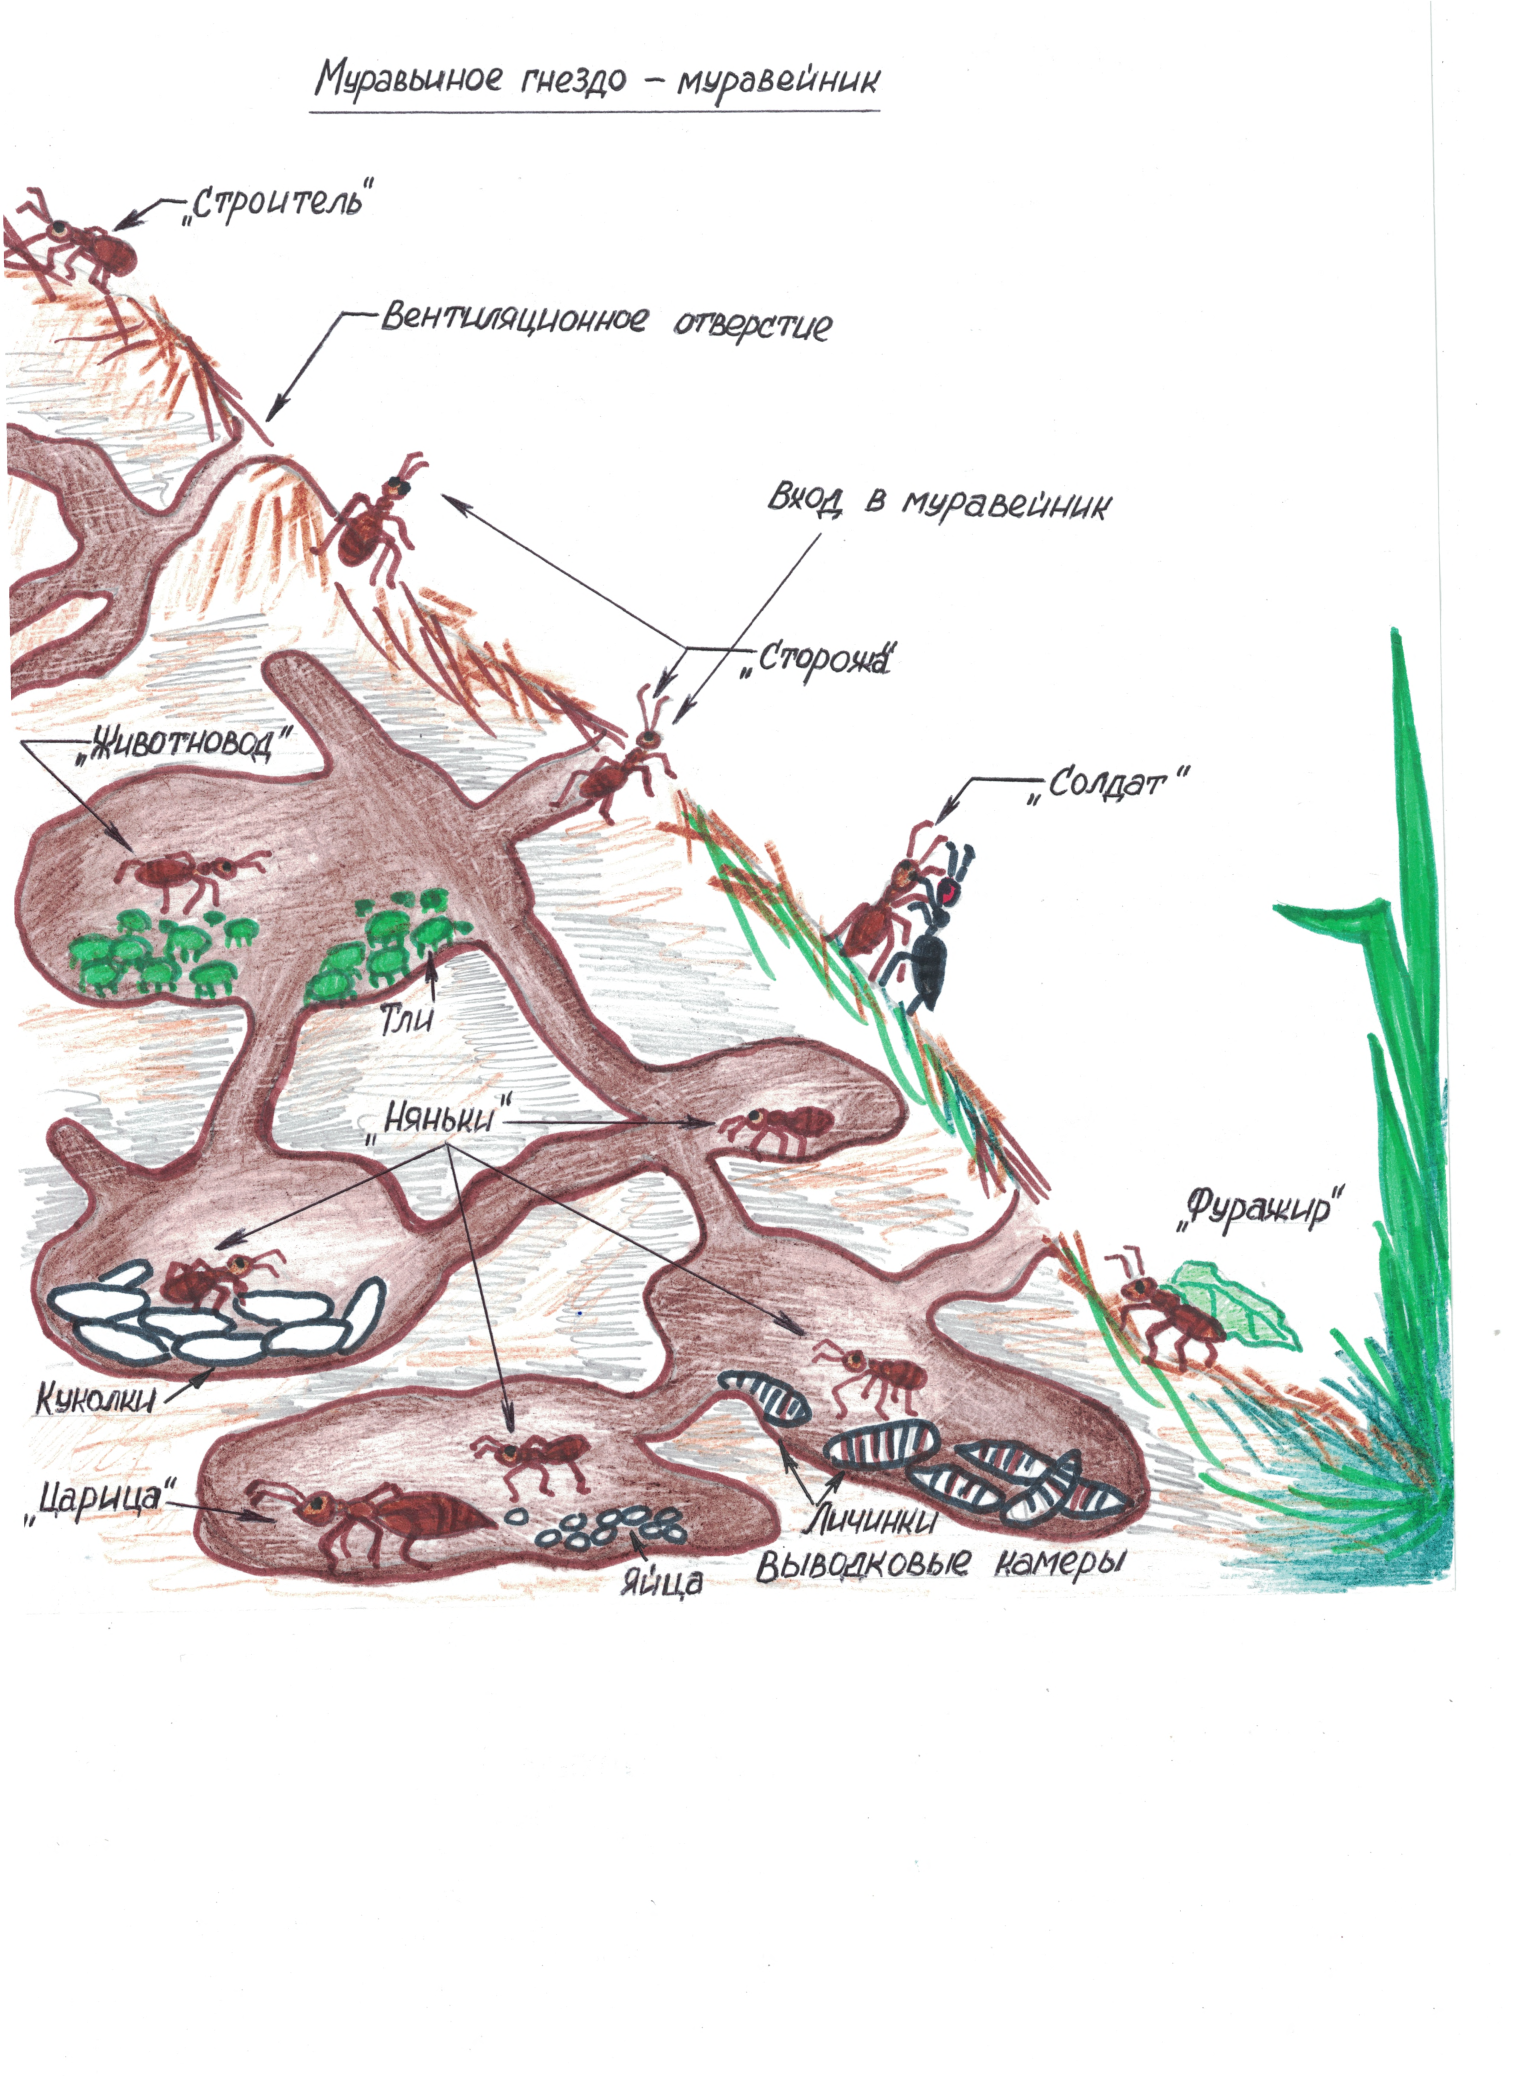 Муравьиное гнездо – муравейник
„Строитель“
Вентиляционное отверстие
Вход в муравейник
„Сторожа“
„Животновод“
„Солдат“
Тли
„Няньки“
„Фуражир“
Куколки
„Царица“
Личинки
Яйца
Выводковые камеры